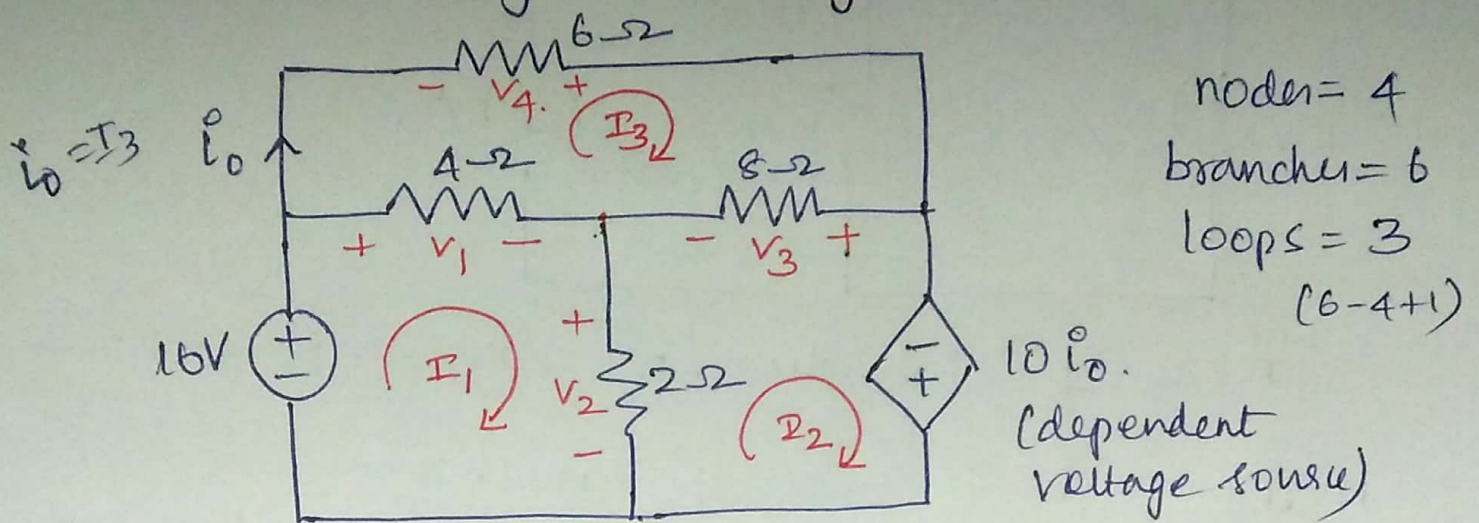 6Ω
- V4. +
I3
nodes = 4
i0 = I3
i0
4Ω
8Ω
branches = 6
+ V1 -
- V3 +
loops = 3
(6-4+1)
+
-
16V
I1
+
V2
-
2Ω
I2
-
+
10 i0.
(dependent
voltage source)